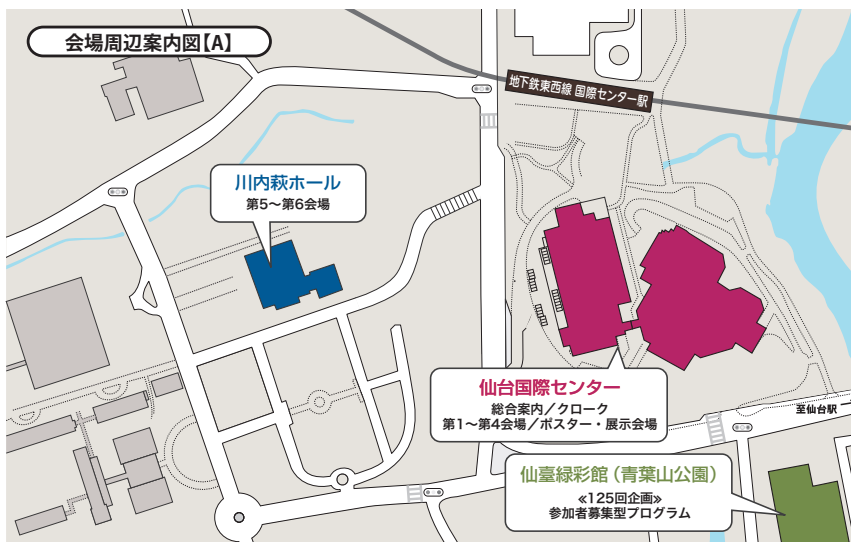 会場周辺案内図【A】
地下鉄東西線 国際センター駅
川内萩ホール
第5～第6会場
仙台国際センター
総合案内／クローク
第1～第4会場／ポスター・展示会場
至仙台駅
仙臺緑彩館（青葉山公園）
≪125回企画≫
参加者募集型プログラム